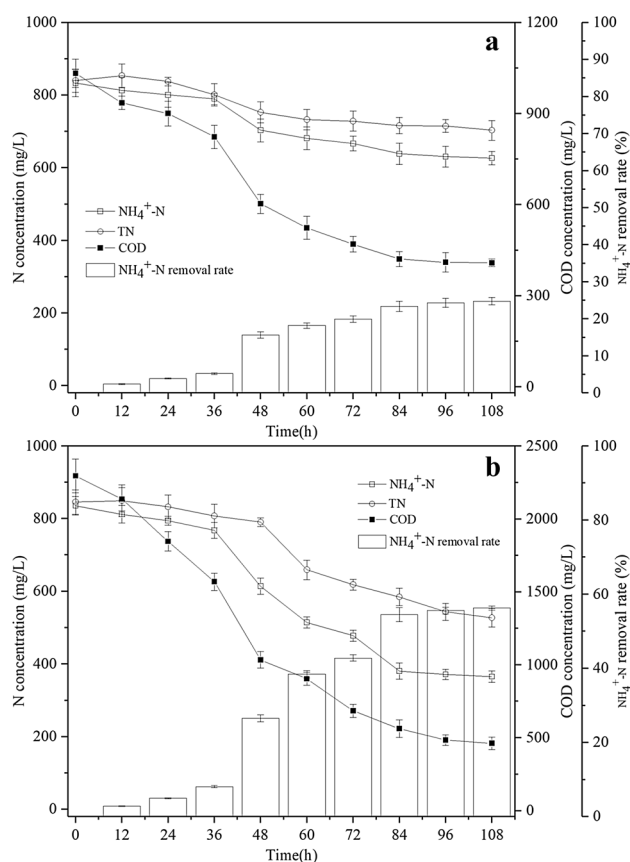 a
N concentration (mg/L)
1000
800
600
400
200
0
NH4+-N
TN
COD
NH4+-N removal rate
1200
900
600
300
0
COD concentration (mg/L)
100
90
80
70
60
50
40
30
20
10
0
NH4+-N removal rate (%)
0 12 24 36 48 60 72 84 96 108
Time(h)
b
N concentration (mg/L)
1000
800
600
400
200
0
NH4+-N
TN
COD
NH4+-N removal rate
2500
2000
1500
1000
500
0
COD concentration (mg/L)
100
80
60
40
20
0
NH4+-N removal rate (%)
0 12 24 36 48 60 72 84 96 108
Time(h)